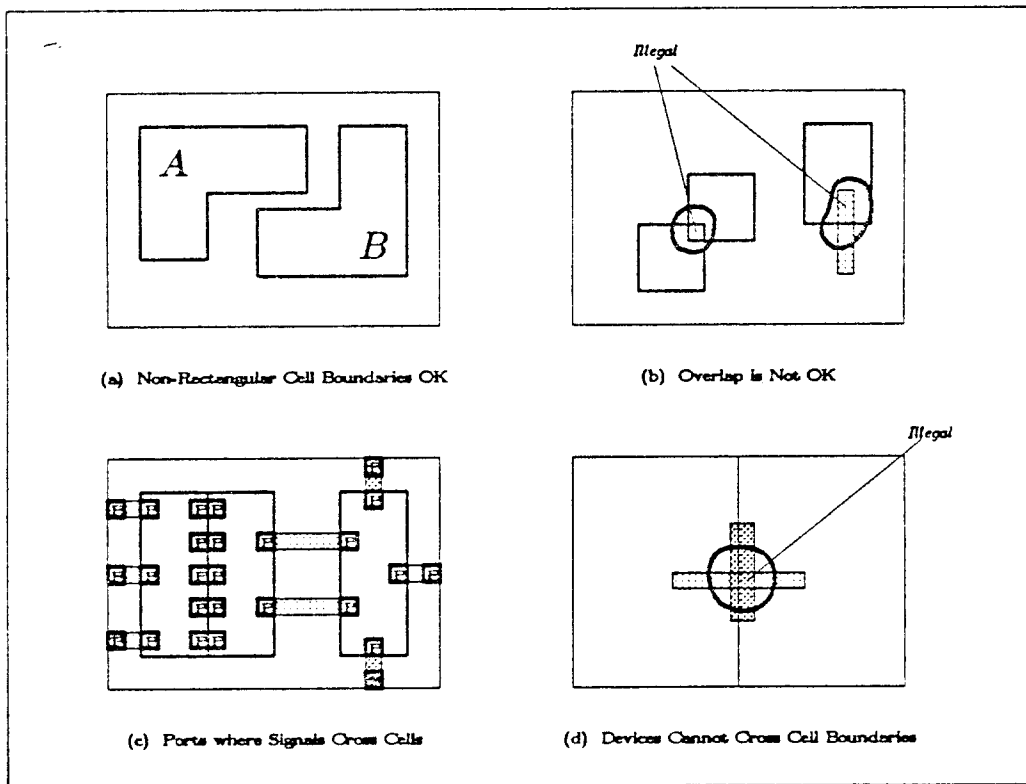 Illegal
A
B
(a) Non-Rectangular Cell Boundaries OK
(b) Overlap is Not OK
Illegal
P P P P P
P P
P P P P P P
P P P P P P
P P
P P P P P
P
(c) Ports where Signals Cross Cells
(d) Devices Cannot Cross Cell Boundaries